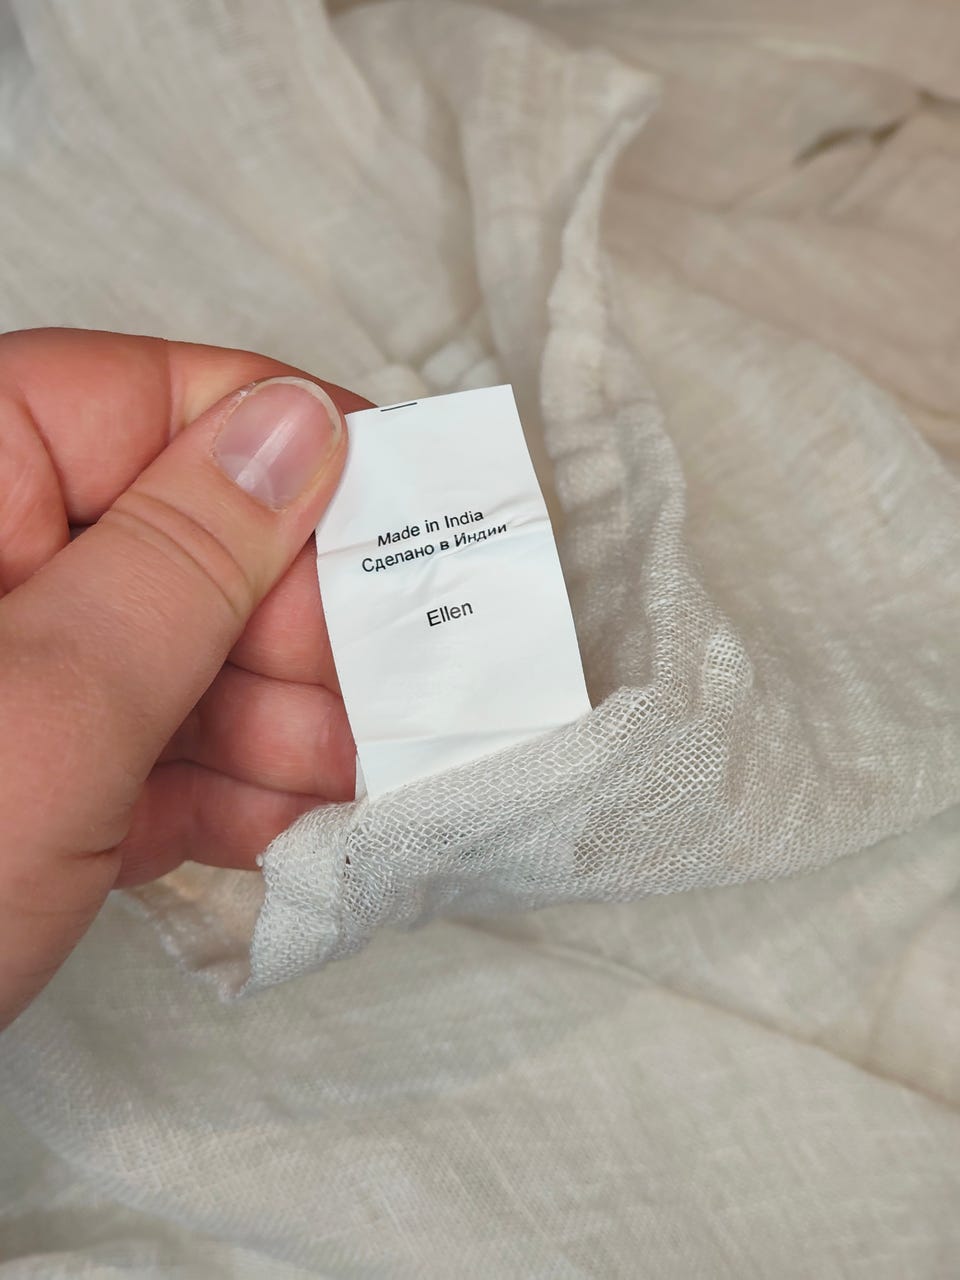 Made in India
Сделано в Индии
Ellen